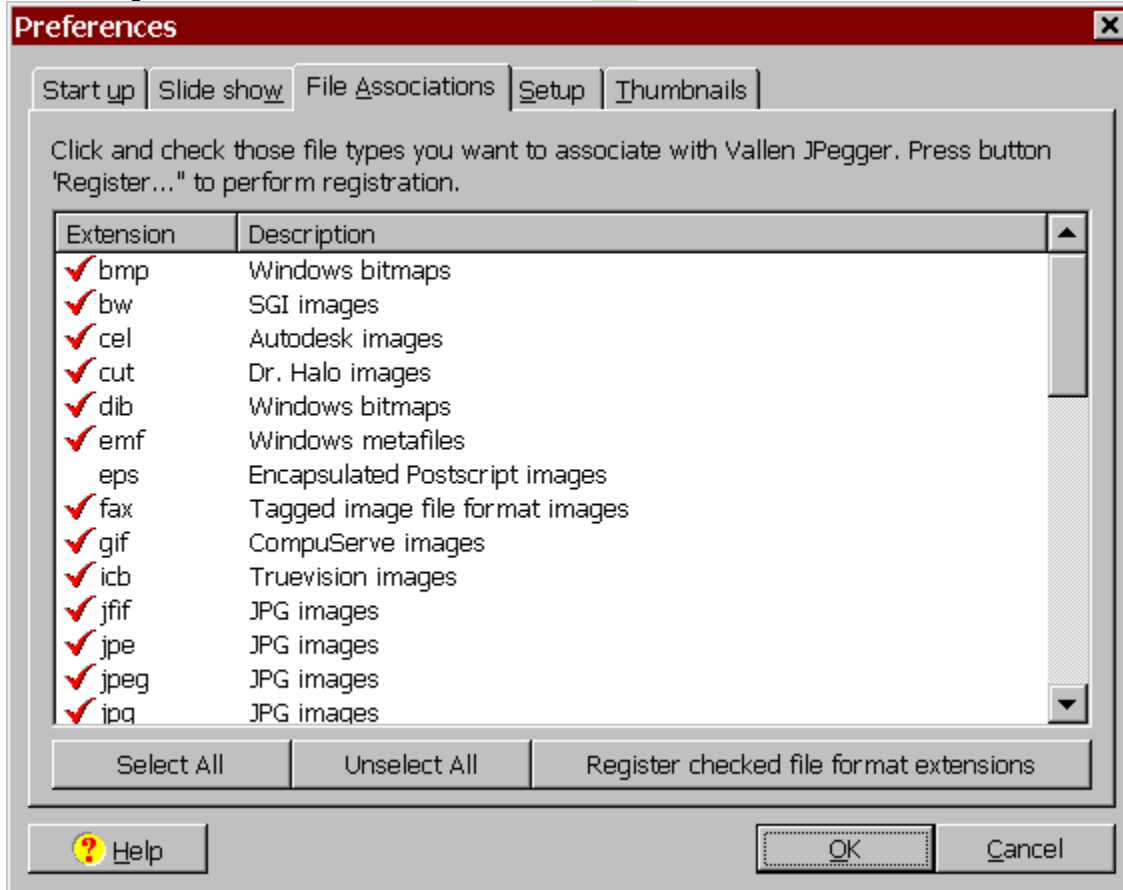 Preferences
Start up Slide show File Associations Setup Thumbnails
Click and check those file types you want to associate with Vallen JPegger. Press button
'Register..." to perform registration.
Extension Description
bmp Windows bitmaps
bw SGI images
cel Autodesk images
cut Dr. Halo images
dib Windows bitmaps
emf Windows metafiles
eps Encapsulated Postscript images
fax Tagged image file format images
gif CompuServe images
icb Truevision images
jfif JPG images
jpe JPG images
jpeg JPG images
jpg JPG images
Select All Unselect All Register checked file format extensions
Help OK Cancel